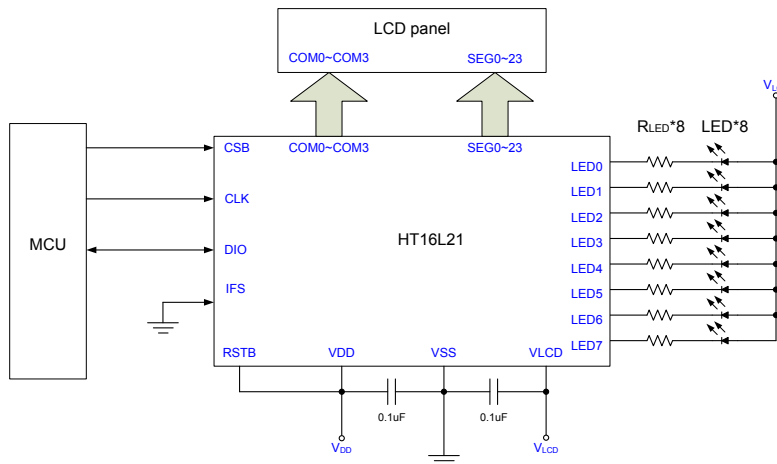 LCD panel
COM0~COM3 SEG0~23
RLED*8 LED*8
MCU
CSB COM0~COM3 SEG0~23
LED0
CLK
LED1
LED2
HT16L21
LED3
DIO
LED4
IFS
LED5
LED6
LED7
RSTB VDD VSS VLCD
0.1uF 0.1uF
VDD VLCD